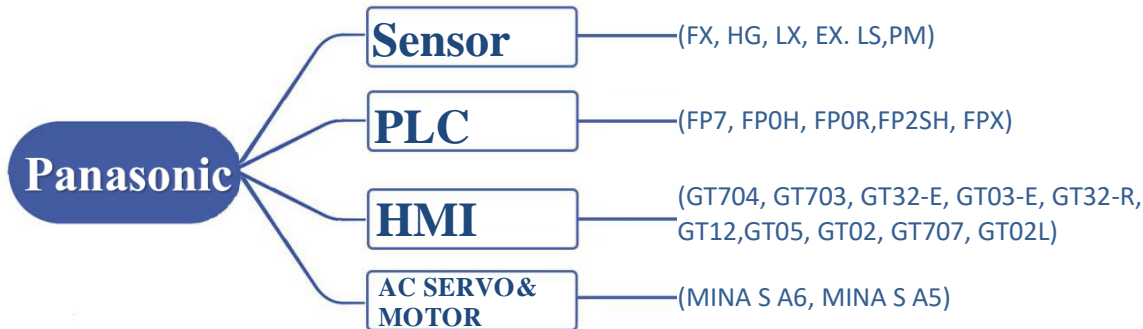 Panasonic
Sensor
(FX, HG, LX, EX. LS,PM)
PLC
(FP7, FP0H, FP0R,FP2SH, FPX)
HMI
(GT704, GT703, GT32-E, GT03-E, GT32-R,
GT12,GT05, GT02, GT707, GT02L)
AC SERVO&
MOTOR
(MINA S A6, MINA S A5)